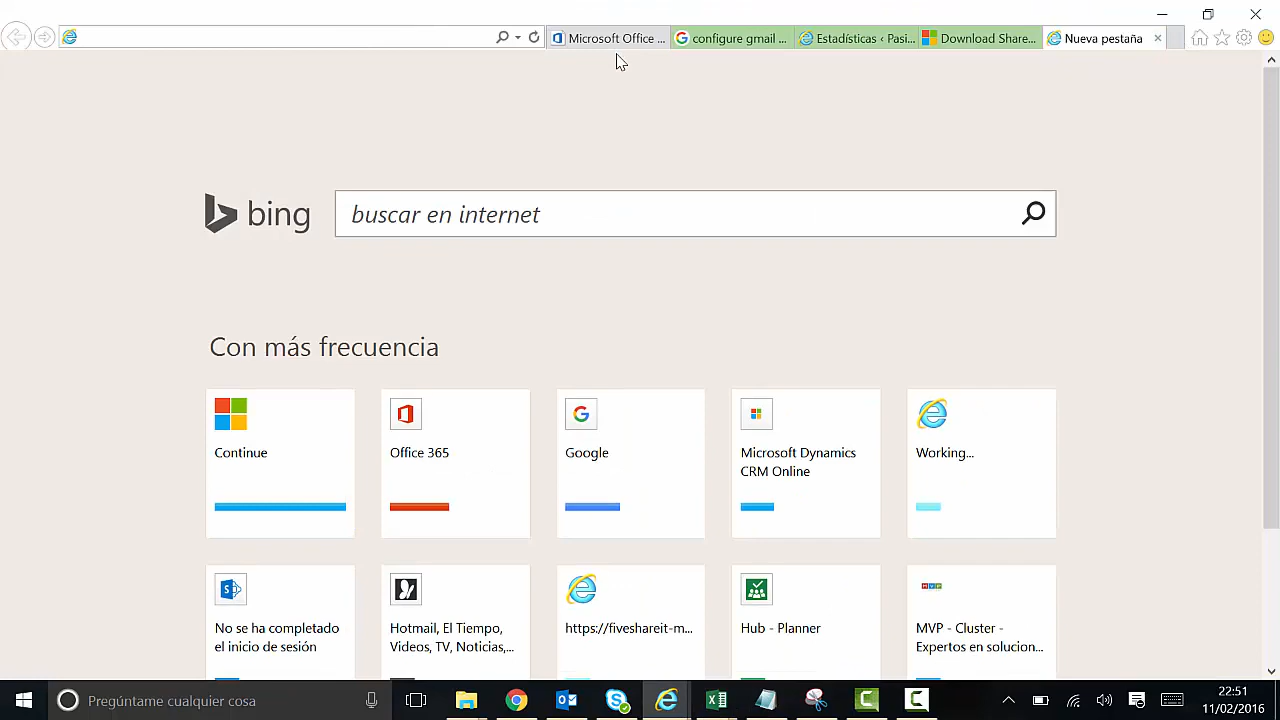 Microsoft Office ...
configure gmail ...
Estadísticas ‹ Pasi...
Download Share...
Nueva pestaña
bing
buscar en internet
Con más frecuencia
Continue
Office 365
Google
Microsoft Dynamics
CRM Online
Working...
No se ha completado
el inicio de sesión
Hotmail, El Tiempo,
Videos, TV, Noticias,...
https://fiveshareit-m...
Hub - Planner
MVP
MVP - Cluster -
Expertos en solucion...
Pregúntame cualquier cosa
22:51
11/02/2016